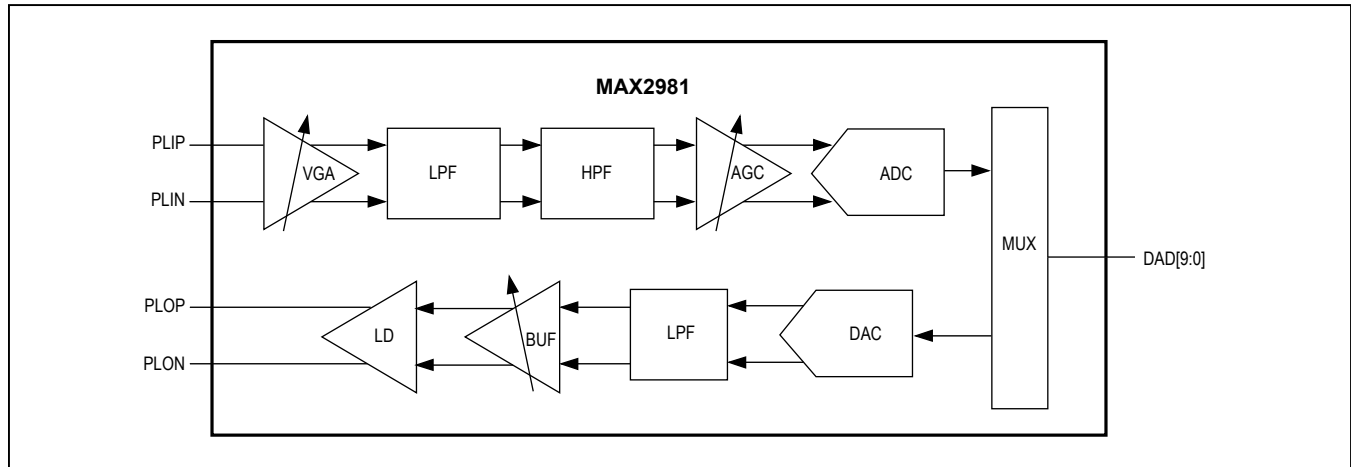 MAX2981
PLIP
VGA
LPF
HPF
AGC
ADC
PLIN
MUX
DAD[9:0]
PLOP
LD
BUF
LPF
DAC
PLON